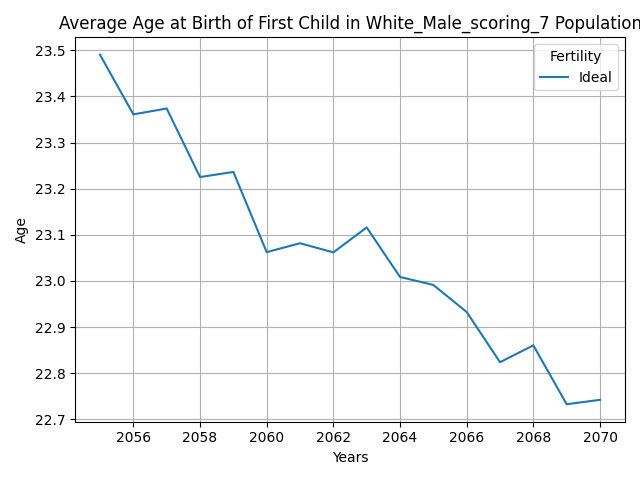 Average Age at Birth of First Child in White_Male_scoring_7 Population
Fertility
Ideal
Age
23.5
23.4
23.3
23.2
23.1
23.0
22.9
22.8
22.7
2056 2058 2060 2062 2064 2066 2068 2070
Years